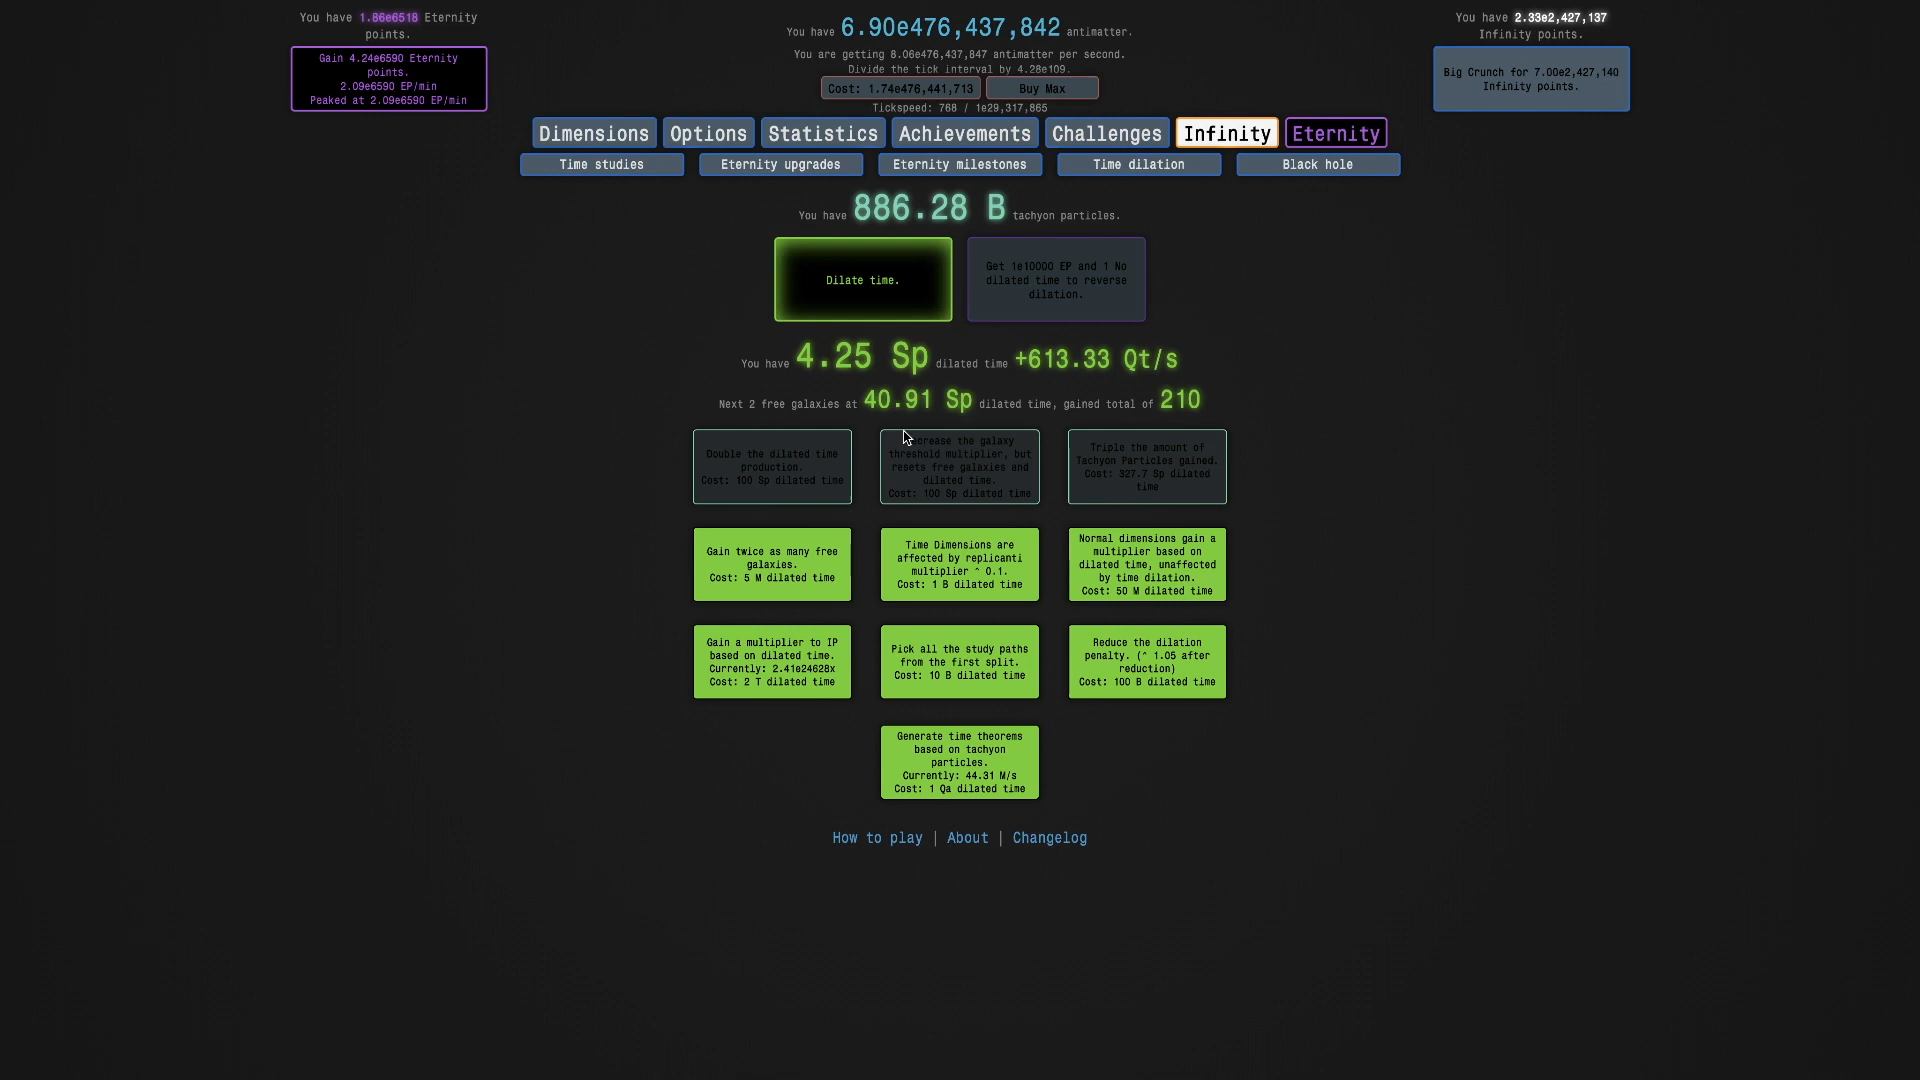 You have 1.86e6518 Eternity
points.
Gain 4.24e6590 Eternity
points.
2.09e6590 EP/min
Peaked at 2.09e6590 EP/min
You have 6.90e476,437,842 antimatter.
You are getting 8.06e476,437,847 antimatter per second.
Divide the tick interval by 4.28e109.
Cost: 1.74e476,441,713
Buy Max
Tickspeed: 768 / 1e29,317,865
You have 2.33e2,427,137
Infinity points.
Big Crunch for 7.00e2,427,140
Infinity points.
Dimensions
Options
Statistics
Achievements
Challenges
Infinity
Eternity
Time studies
Eternity upgrades
Eternity milestones
Time dilation
Black hole
You have 886.28 B tachyon particles.
Dilate time.
Get 1e10000 EP and 1 No
dilated time to reverse
dilation.
You have 4.25 Sp dilated time +613.33 Qt/s
Next 2 free galaxies at 40.91 Sp dilated time, gained total of 210
Double the dilated time
production.
Cost: 100 Sp dilated time
crease the galaxy
threshold multiplier, but
resets free galaxies and
dilated time.
Cost: 100 Sp dilated time
Triple the amount of
Tachyon Particles gained.
Cost: 327.7 Sp dilated
time
Gain twice as many free
galaxies.
Cost: 5 M dilated time
Time Dimensions are
affected by replicanti
multiplier ^ 0.1.
Cost: 1 B dilated time
Normal dimensions gain a
multiplier based on
dilated time, unaffected
by time dilation.
Cost: 50 M dilated time
Gain a multiplier to IP
based on dilated time.
Currently: 2.41e24628x
Cost: 2 T dilated time
Pick all the study paths
from the first split.
Cost: 10 B dilated time
Reduce the dilation
penalty. (^ 1.05 after
reduction)
Cost: 100 B dilated time
Generate time theorems
based on tachyon
particles.
Currently: 44.31 M/s
Cost: 1 Qa dilated time
How to play | About | Changelog